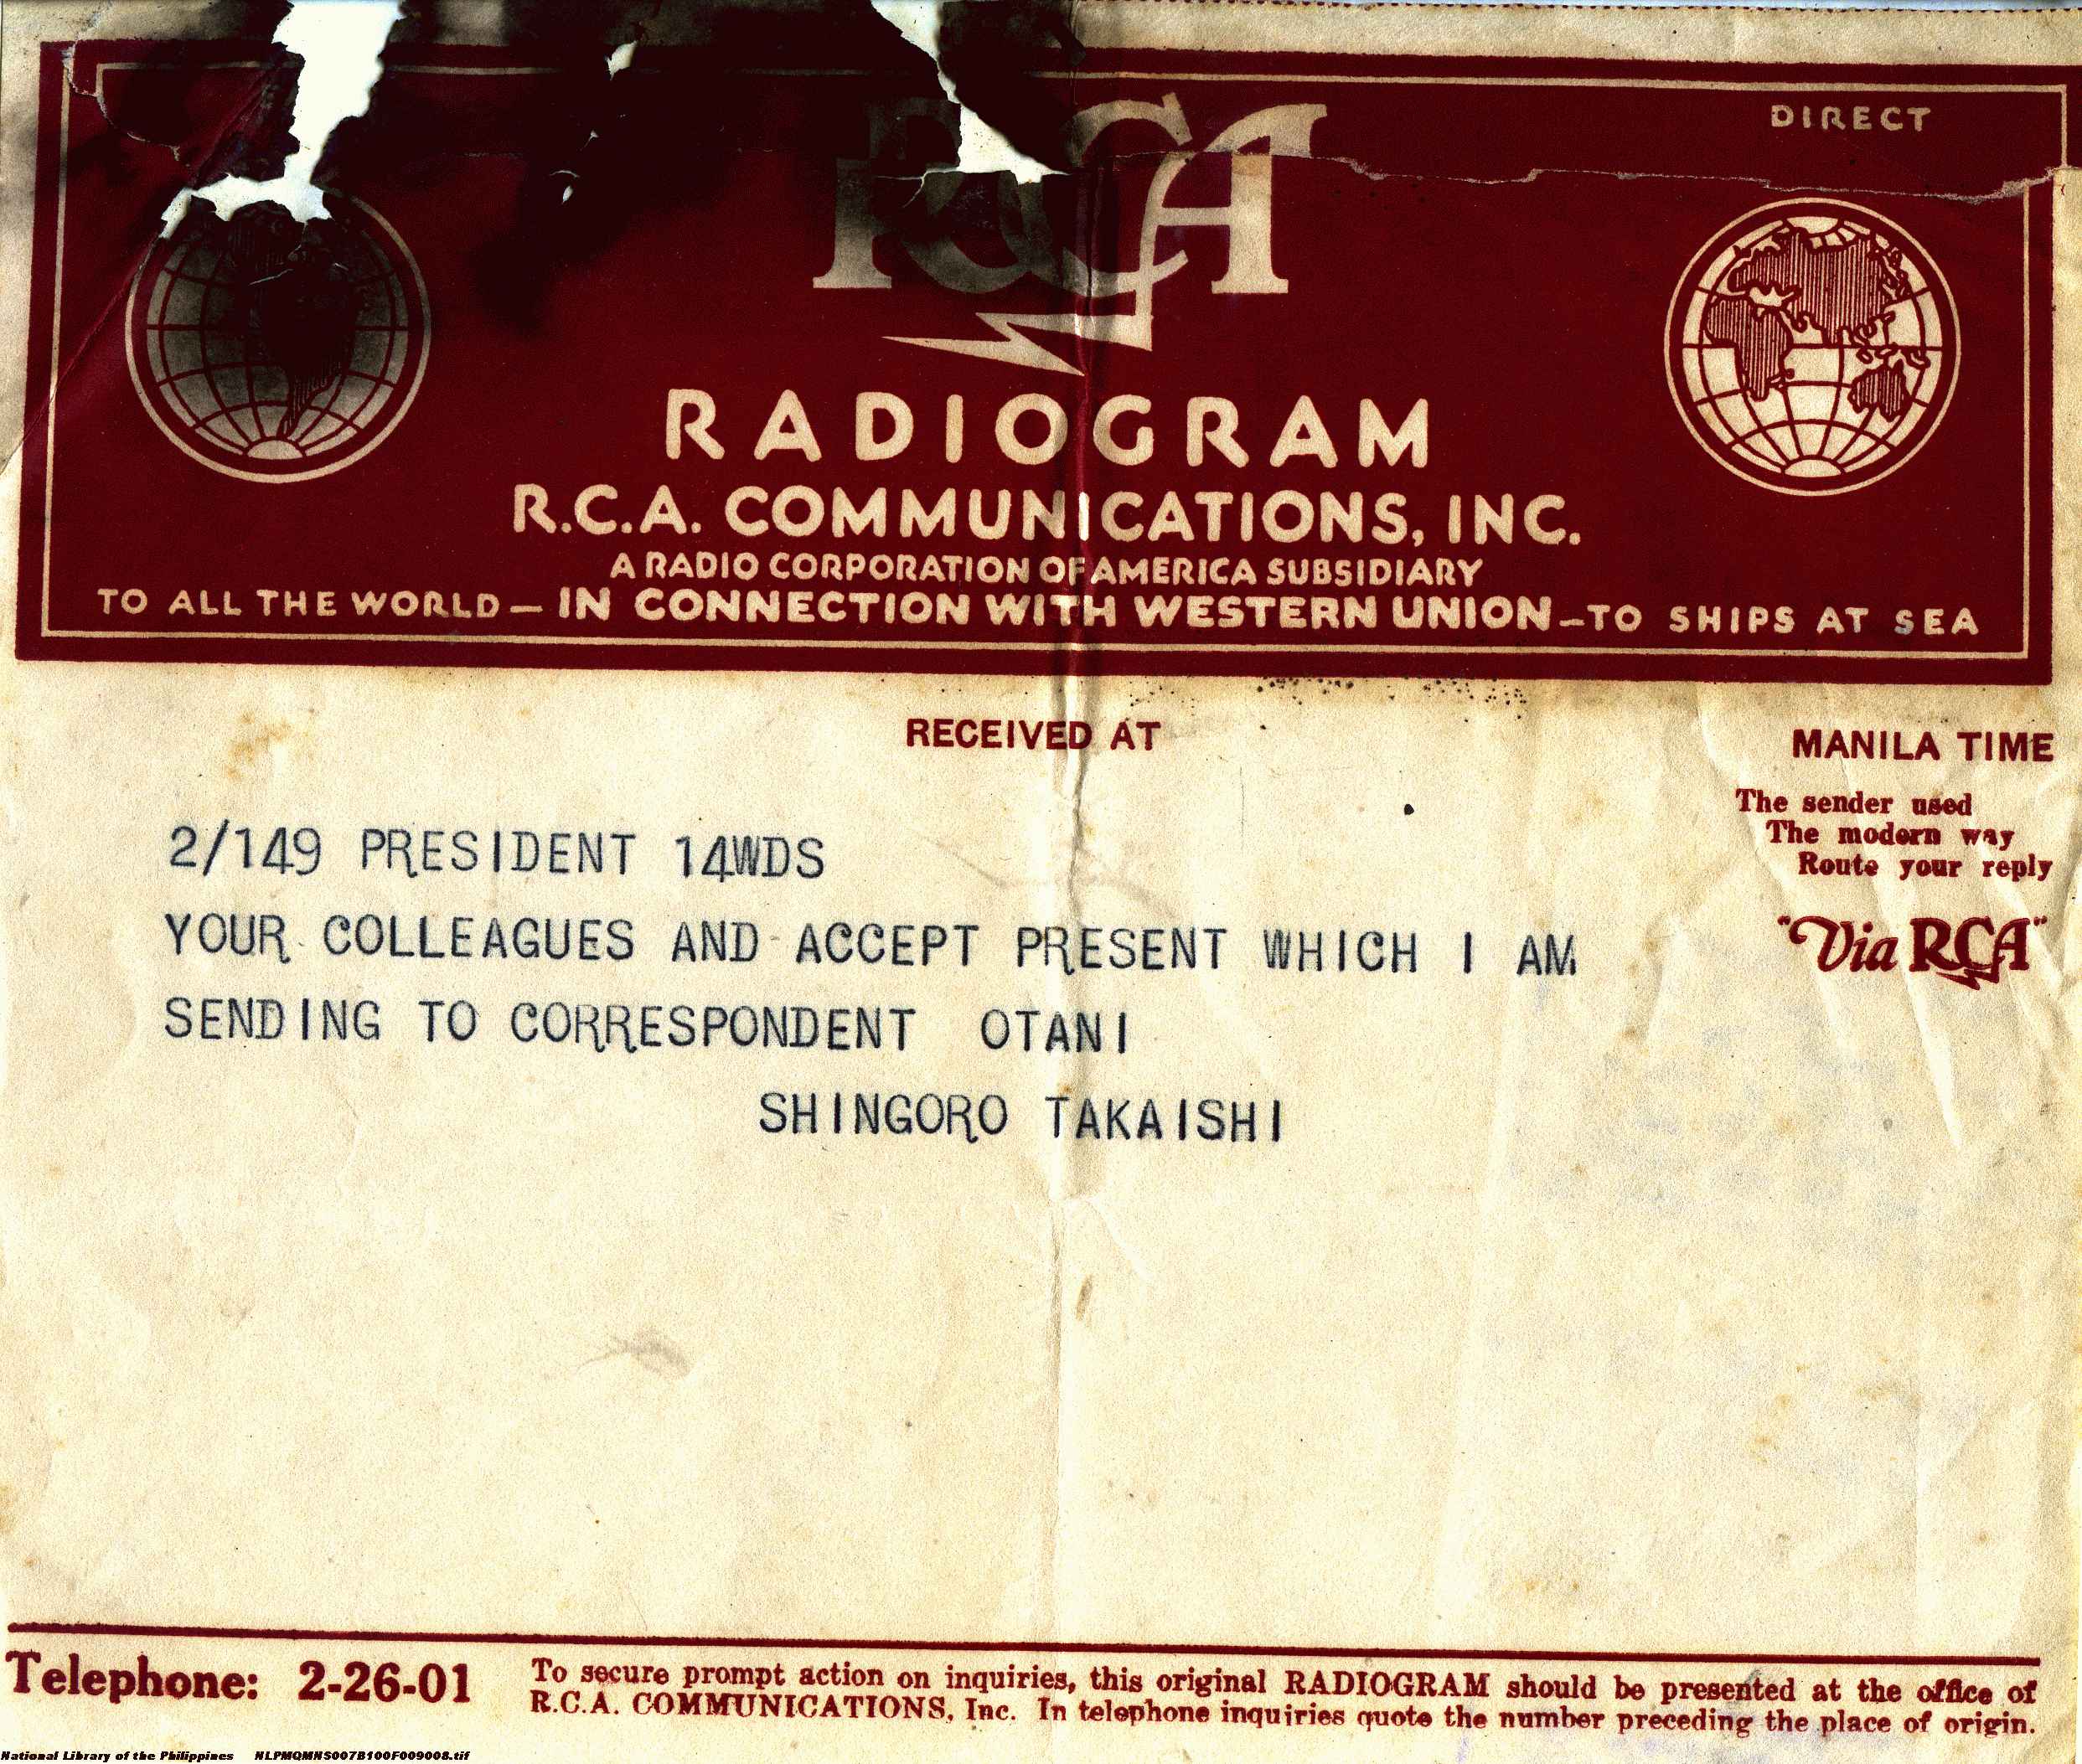 DIRECT
RCA
RADIOGRAM
R.C.A. COMMUNICATIONS, INC.
A RADIO CORPORATION OF AMERICA SUBSIDIARY
TO ALL THE WORLD — IN CONNECTION WITH WESTERN UNION — TO SHIPS AT SEA
RECEIVED AT
MANILA TIME
The sender used
The modern way
Route your reply
"Via RCA"
2/149 PRESIDENT 14WDS
YOUR COLLEAGUES AND ACCEPT PRESENT WHICH I AM
SENDING TO CORRESPONDENT OTANI
SHINGORO TAKAISHI
Telephone: 2-26-01
To secure prompt action on inquiries, this original RADIOGRAM should be presented at the office of
R.C.A. COMMUNICATIONS, Inc. In telephone inquiries quote the number preceding the place of origin.
National Library of the Philippines NLPMQMNS007B100F009008.tif